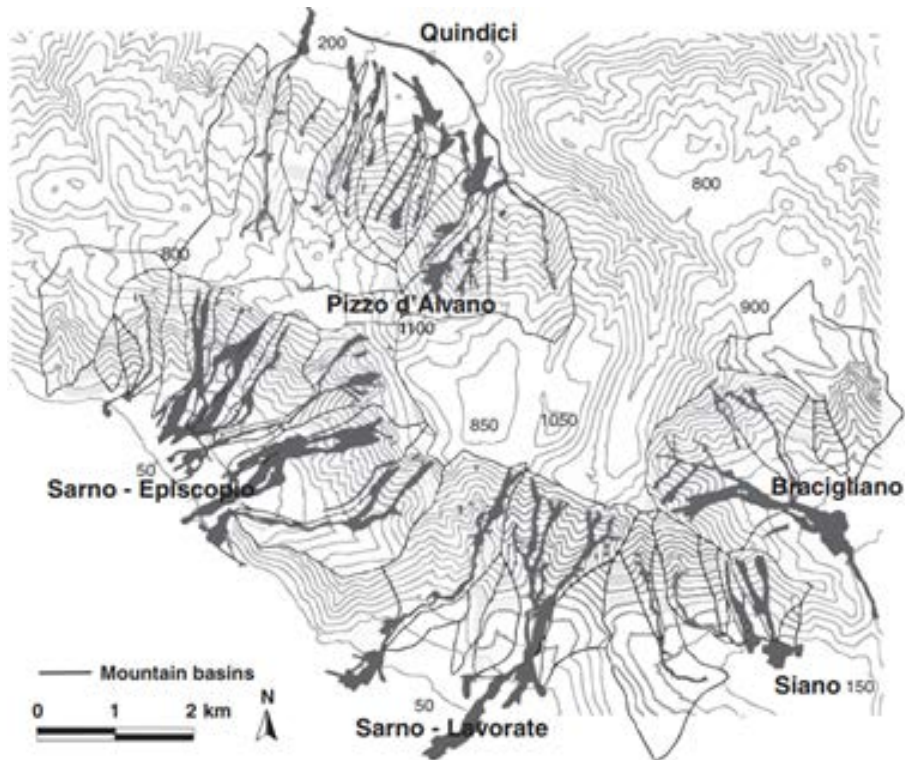 Quindici
200
800
800
Pizzo d'Alvano
1100
900
850
1050
50
Sarno - Episcopio
Bracigliano
Mountain basins
N
0 1 2 km
50
Sarno - Lavorate
Siano
150